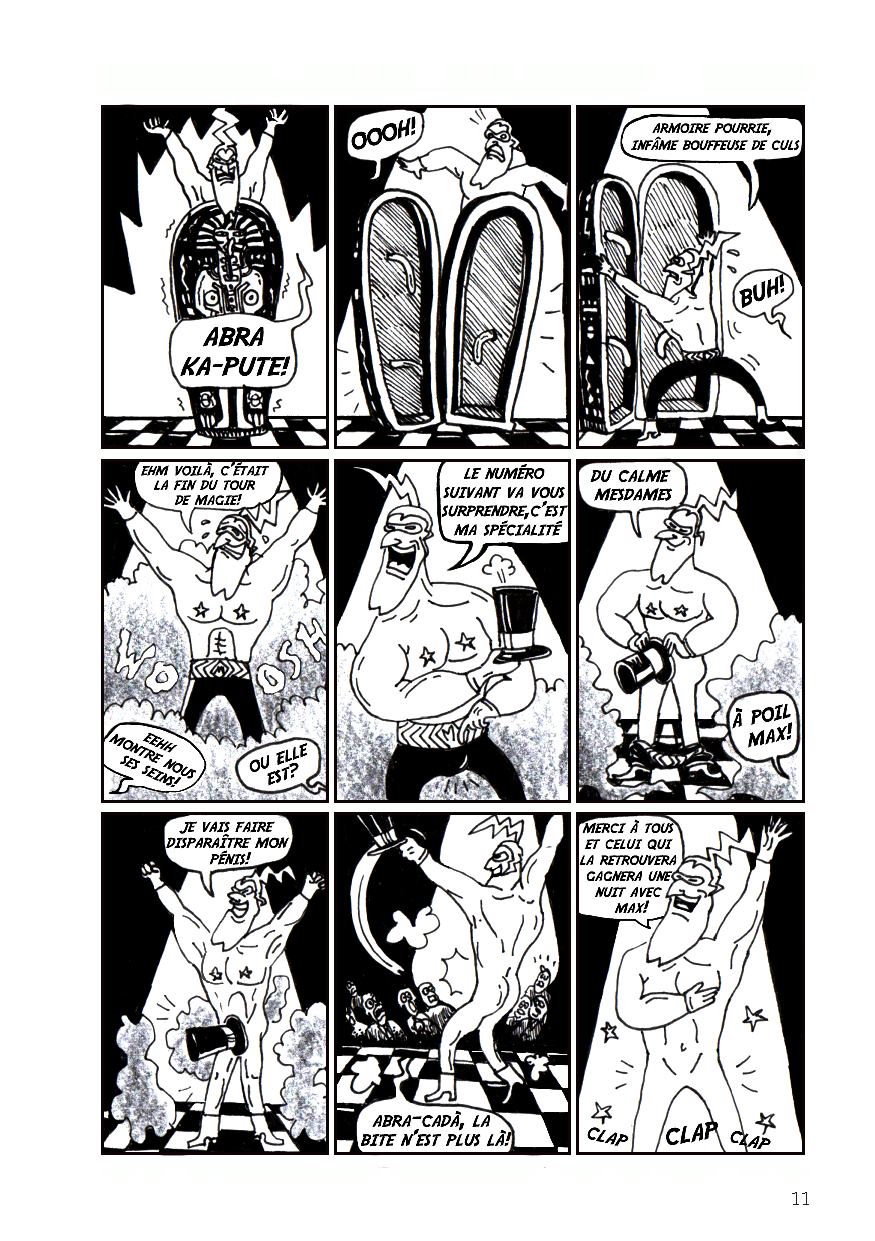 ABRA
KA-PUTE!
OOOH!
ARMOIRE POURRIE,
INFÂME BOUFFEUSE DE CULS
BUH!
EHM VOILÀ, C'ÉTAIT
LA FIN DU TOUR
DE MAGIE!
WOOSH
EEHH
MONTRE NOUS
SES SEINS!
OU ELLE
EST?
LE NUMÉRO
SUIVANT VA VOUS
SURPRENDRE,C'EST
MA SPÉCIALITÉ
DU CALME
MESDAMES
À POIL
MAX!
JE VAIS FAIRE
DISPARAÎTRE MON
PÉNIS!
ABRA-CADÀ, LA
BITE N'EST PLUS LÀ!
MERCI À TOUS
ET CELUI QUI
LA RETROUVERA
GAGNERA UNE
NUIT AVEC
MAX!
CLAP
CLAP
CLAP
11